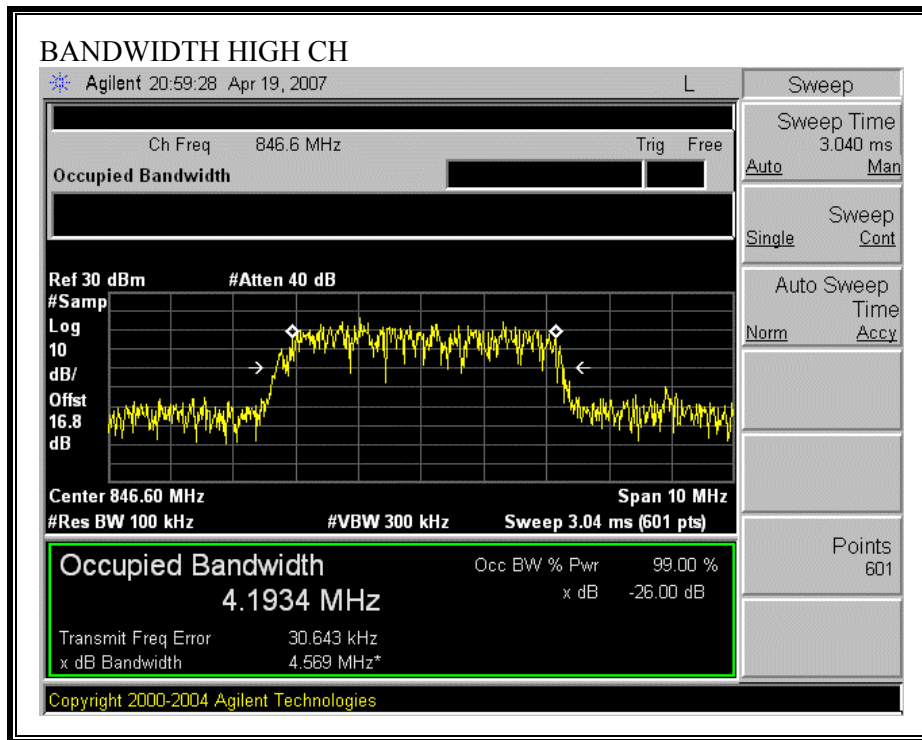 BANDWIDTH HIGH CH
Agilent 20:59:28 Apr 19, 2007 L
Sweep
Ch Freq 846.6 MHz Trig Free
Occupied Bandwidth
Ref 30 dBm #Atten 40 dB
#Samp
Log
10
dB/
Offst
16.8
dB
Center 846.60 MHz Span 10 MHz
#Res BW 100 kHz #VBW 300 kHz Sweep 3.04 ms (601 pts)
Occupied Bandwidth
4.1934 MHz
Occ BW % Pwr 99.00 %
x dB -26.00 dB
Transmit Freq Error 30.643 kHz
x dB Bandwidth 4.569 MHz*
Copyright 2000-2004 Agilent Technologies
Sweep Time
3.040 ms
Auto Man
Sweep
Single Cont
Auto Sweep
Time
Norm Accy
Points
601